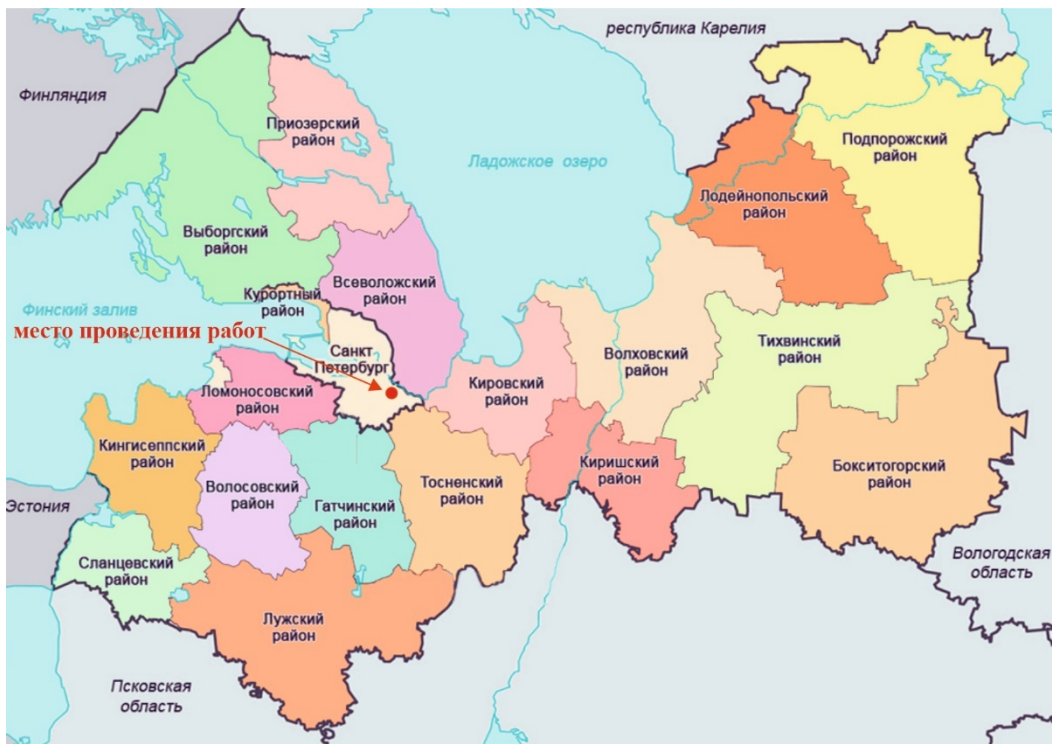 республика Карелия
Финляндия
Приозерский
район
Подпорожский
район
Ладожское озеро
Лодейнопольский
район
Выборгский
район
Всеволожский
район
Курортный
район
Финский залив
место проведения работ
Санкт
Петербург
Тихвинский
район
Волховский
район
Кировский
район
Ломоносовский
район
Кингисеппский
район
Киришский
район
Бокситогорский
район
Тосненский
район
Волосовский
район
Гатчинский
район
Эстония
Вологодская
область
Сланцевский
район
Лужский
район
Псковская
область